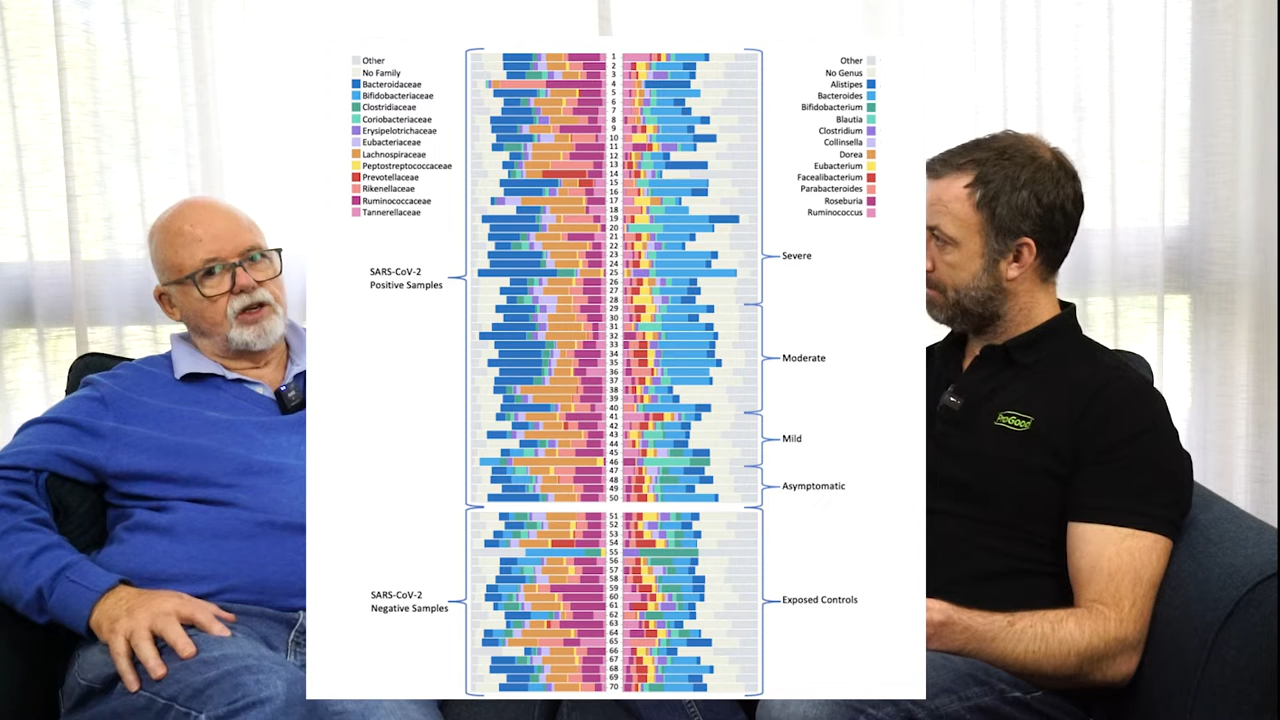 Other
No Family
Bacteroidaceae
Bifidobacteriaceae
Clostridiaceae
Coriobacteriaceae
Erysipelotrichaceae
Eubacteriaceae
Lachnospiraceae
Peptostreptococcaceae
Prevotellaceae
Rikenellaceae
Ruminococcaceae
Tannerellaceae
SARS-CoV-2
Positive Samples
SARS-CoV-2
Negative Samples
1
2
3
4
5
6
7
8
9
10
11
12
13
14
15
16
17
18
19
20
21
22
23
24
25
26
27
28
29
30
31
32
33
34
35
36
37
38
39
40
41
42
43
44
45
46
47
48
49
50
51
52
53
54
55
56
57
58
59
60
61
62
63
64
65
66
67
68
69
70
Other
No Genus
Alistipes
Bacteroides
Bifidobacterium
Blautia
Clostridium
Collinsella
Dorea
Eubacterium
Facealibacterium
Parabacteroides
Roseburia
Ruminococcus
Severe
Moderate
Mild
Asymptomatic
Exposed Controls
ProGood